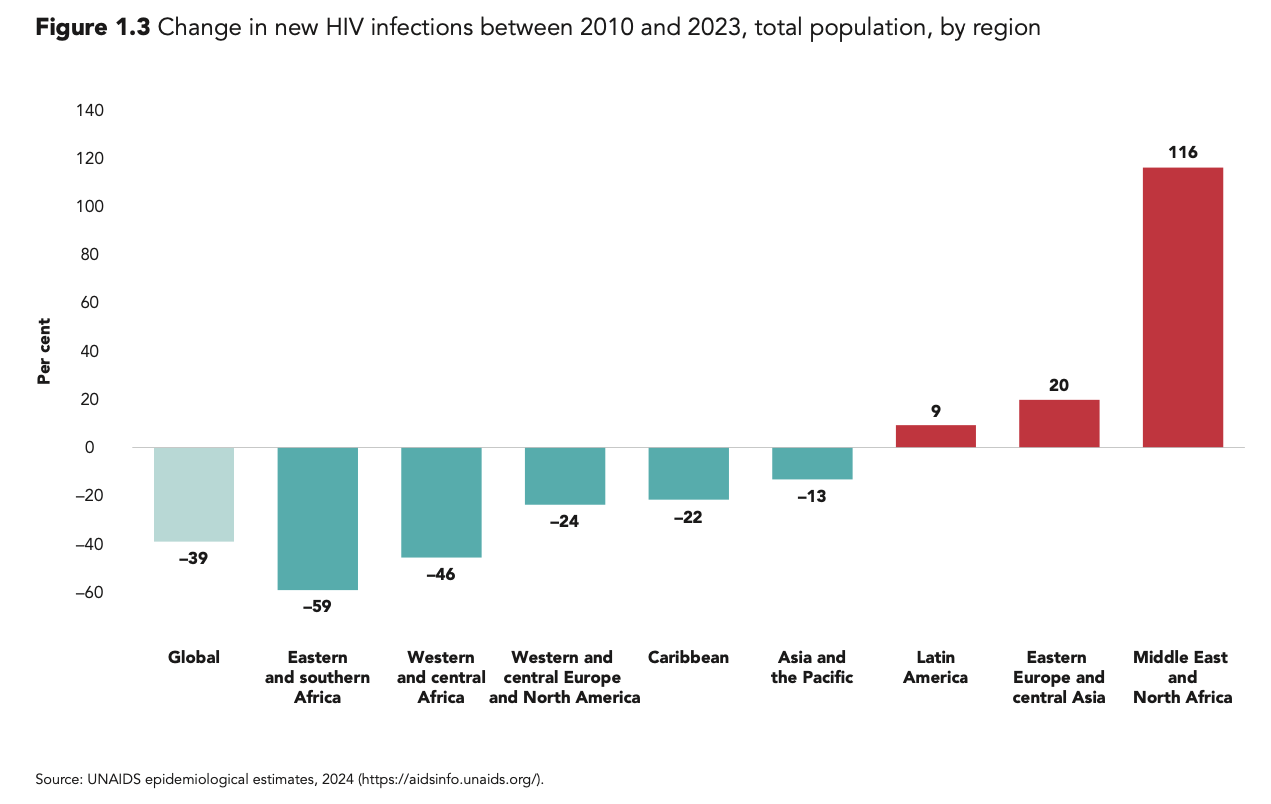 Figure 1.3 Change in new HIV infections between 2010 and 2023, total population, by region
Per cent
140
120
100
80
60
40
20
0
–20
–40
–60
–39
–59
–46
–24
–22
–13
9
20
116
Global
Eastern
and southern
Africa
Western
and central
Africa
Western and
central Europe
and North America
Caribbean
Asia and
the Pacific
Latin
America
Eastern
Europe and
central Asia
Middle East
and
North Africa
Source: UNAIDS epidemiological estimates, 2024 (https://aidsinfo.unaids.org/).